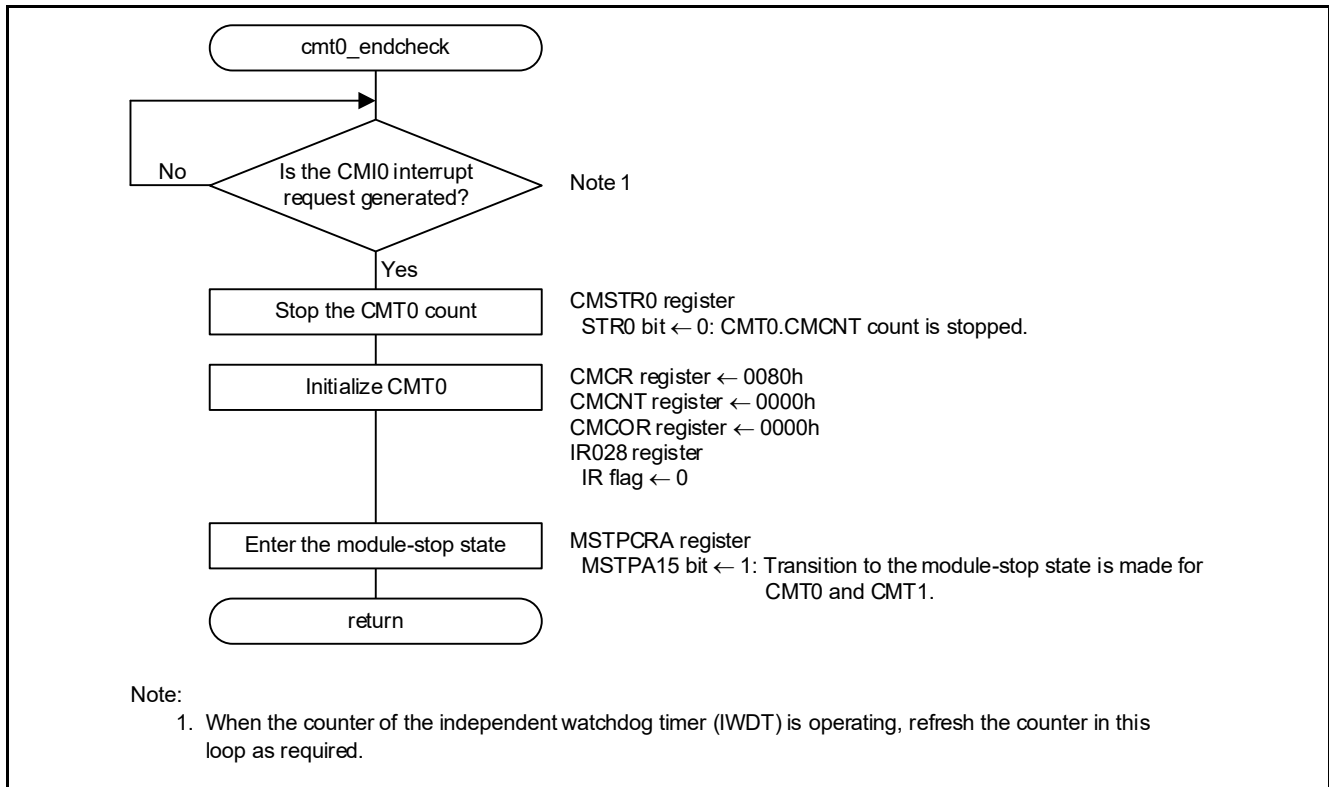 cmt0_endcheck
No
Is the CMI0 interrupt
request generated?
Note 1
Yes
Stop the CMT0 count
CMSTR0 register
STR0 bit ← 0: CMT0.CMCNT count is stopped.
Initialize CMT0
CMCR register ← 0080h
CMCNT register ← 0000h
CMCOR register ← 0000h
IR028 register
IR flag ← 0
Enter the module-stop state
MSTPCRA register
MSTPA15 bit ← 1: Transition to the module-stop state is made for
CMT0 and CMT1.
return
Note:
1. When the counter of the independent watchdog timer (IWDT) is operating, refresh the counter in this
loop as required.